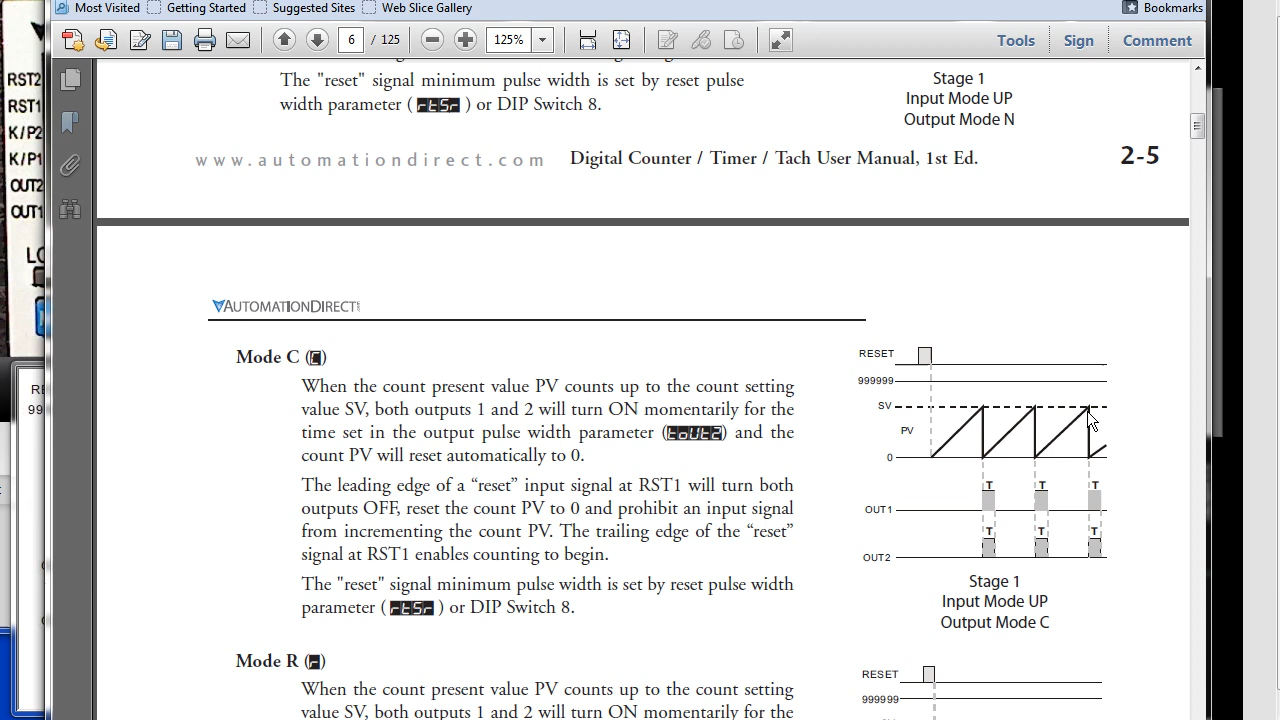 Most Visited Getting Started Suggested Sites Web Slice Gallery Bookmarks
6 / 125 125% Tools Sign Comment
RST2
RST1
K/P2
K/P1
OUT2
OUT1
The "reset" signal minimum pulse width is set by reset pulse
width parameter ( rtSr ) or DIP Switch 8.
Stage 1
Input Mode UP
Output Mode N
www.automationdirect.com Digital Counter / Timer / Tach User Manual, 1st Ed. 2-5
AUTOMATIONDIRECT
Mode C (C)
When the count present value PV counts up to the count setting
value SV, both outputs 1 and 2 will turn ON momentarily for the
time set in the output pulse width parameter (toUt2) and the
count PV will reset automatically to 0.
The leading edge of a “reset” input signal at RST1 will turn both
outputs OFF, reset the count PV to 0 and prohibit an input signal
from incrementing the count PV. The trailing edge of the “reset”
signal at RST1 enables counting to begin.
The "reset" signal minimum pulse width is set by reset pulse width
parameter ( rtSr ) or DIP Switch 8.
RESET
999999
SV
PV
0
T T T
OUT1
T T T
OUT2
Stage 1
Input Mode UP
Output Mode C
Mode R (r)
When the count present value PV counts up to the count setting
value SV, both outputs 1 and 2 will turn ON momentarily for the
RESET
999999